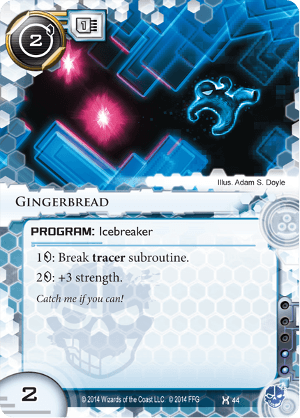 2
Illus. Adam S. Doyle
Gingerbread
PROGRAM: Icebreaker
1: Break tracer subroutine.
2: +3 strength.
Catch me if you can!
2
© 2014 Wizards of the Coast LLC. © 2014 FFG 44